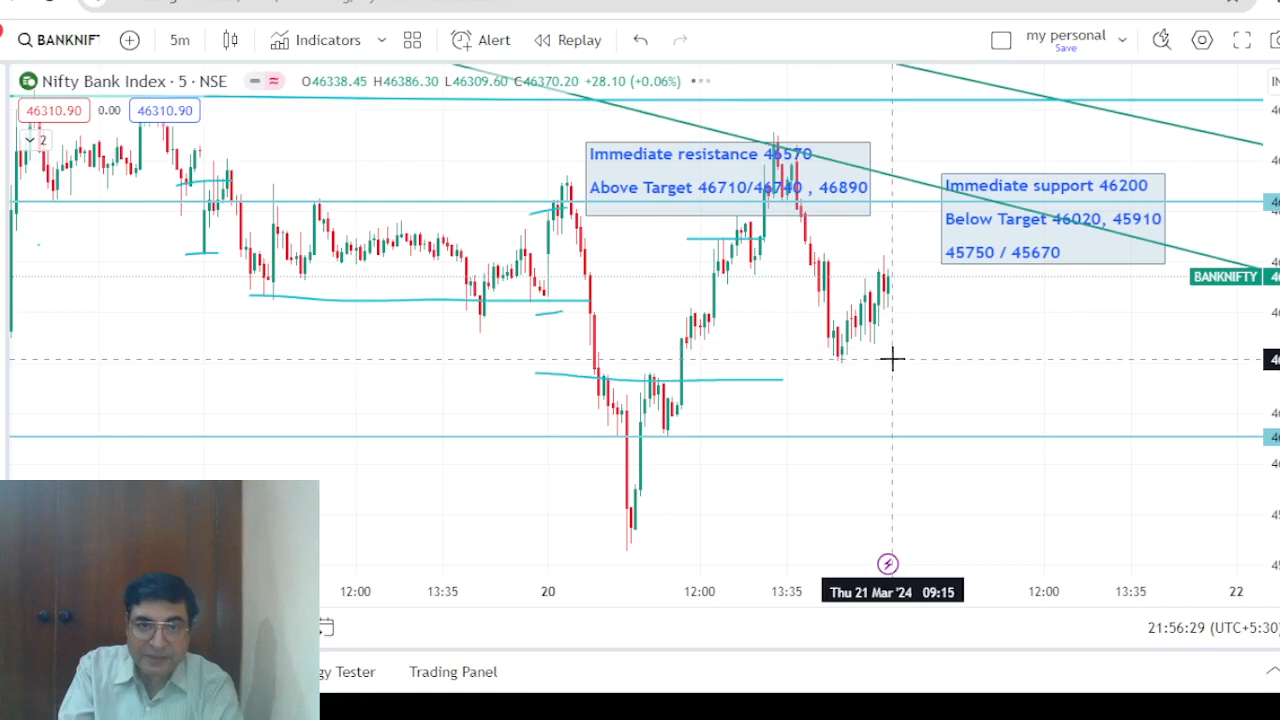 BANKNIF
5m
Indicators
Alert
Replay
my personal
Save
Nifty Bank Index · 5 · NSE
O46338.45 H46386.30 L46309.60 C46370.20 +28.10 (+0.06%)
46310.90 0.00 46310.90
2
Immediate resistance 46570
Above Target 46710/46740 , 46890
Immediate support 46200
Below Target 46020, 45910
45750 / 45670
BANKNIFTY
12:00 13:35 20 12:00 13:35 Thu 21 Mar '24 09:15 12:00 13:35 22
21:56:29 (UTC+5:30)
Tester Trading Panel